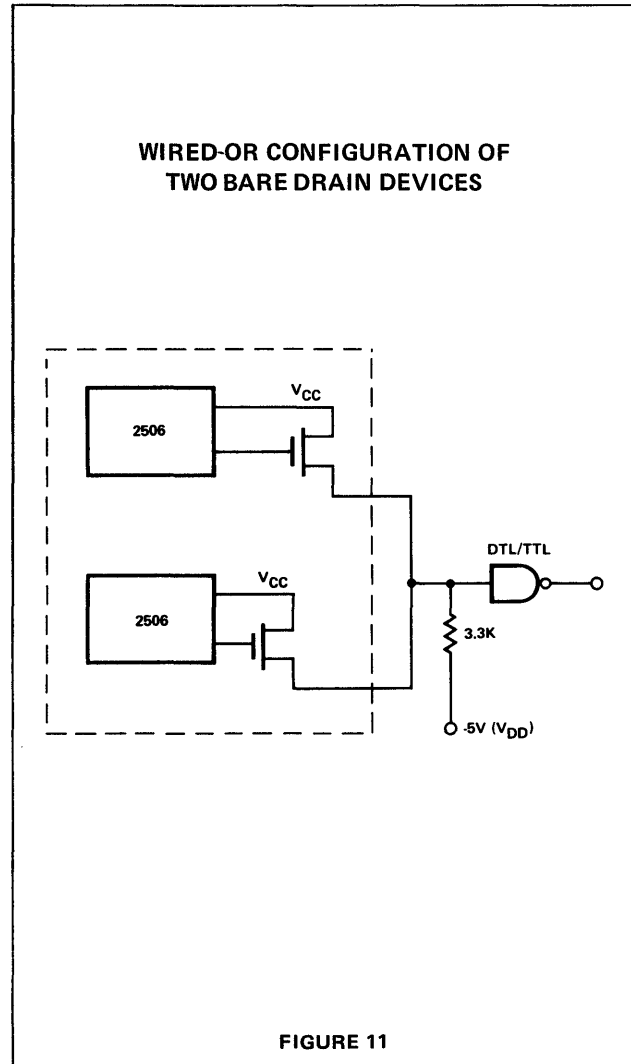 WIRED-OR CONFIGURATION OF
TWO BARE DRAIN DEVICES
VCC
2506
DTL/TTL
VCC
2506
3.3K
-5V (VDD)
FIGURE 11